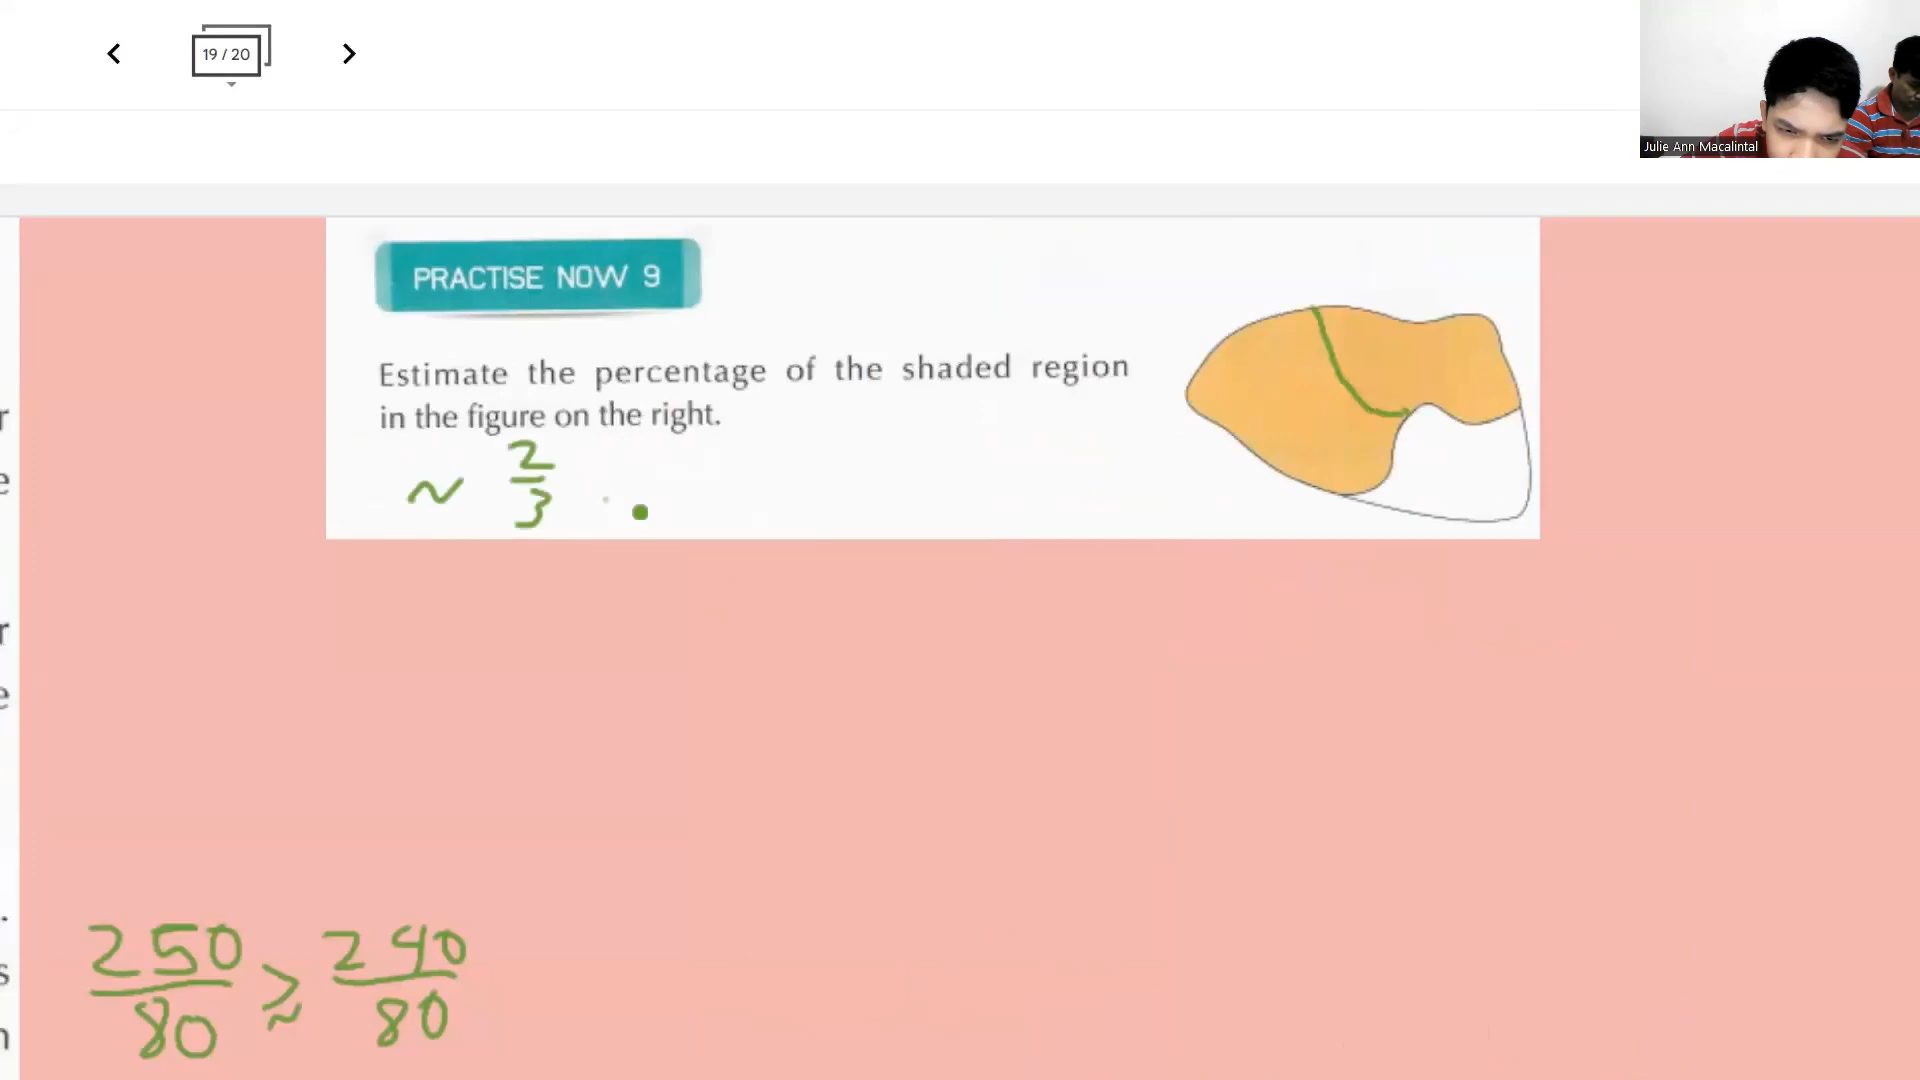 19 / 20
Julie Ann Macalintal
PRACTISE NOW 9
Estimate the percentage of the shaded region
in the figure on the right.
~ 2/3
r
e
r
e
.
s
n
250/80 ≳ 240/80